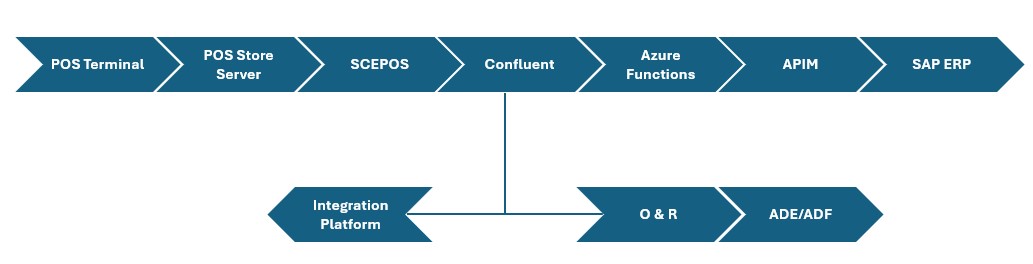 POS Terminal
POS Store
Server
SCEPOS
Confluent
Azure
Functions
APIM
SAP ERP
Integration
Platform
O & R
ADE/ADF